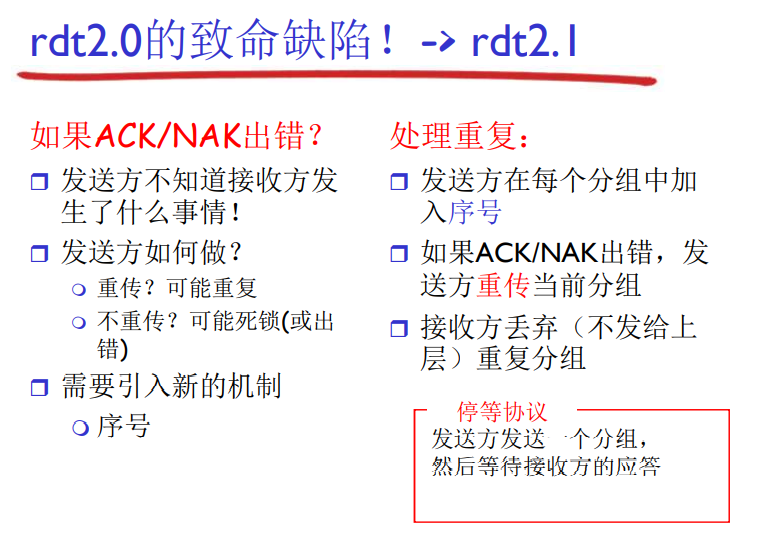 rdt2.0的致命缺陷！-> rdt2.1
如果ACK/NAK出错？
发送方不知道接收方发
生了什么事情！
发送方如何做？
重传？可能重复
不重传？可能死锁(或出
错)
需要引入新的机制
序号
处理重复：
发送方在每个分组中加
入序号
如果ACK/NAK出错，发
送方重传当前分组
接收方丢弃（不发给上
层）重复分组
停等协议
发送方发送一个分组，
然后等待接收方的应答